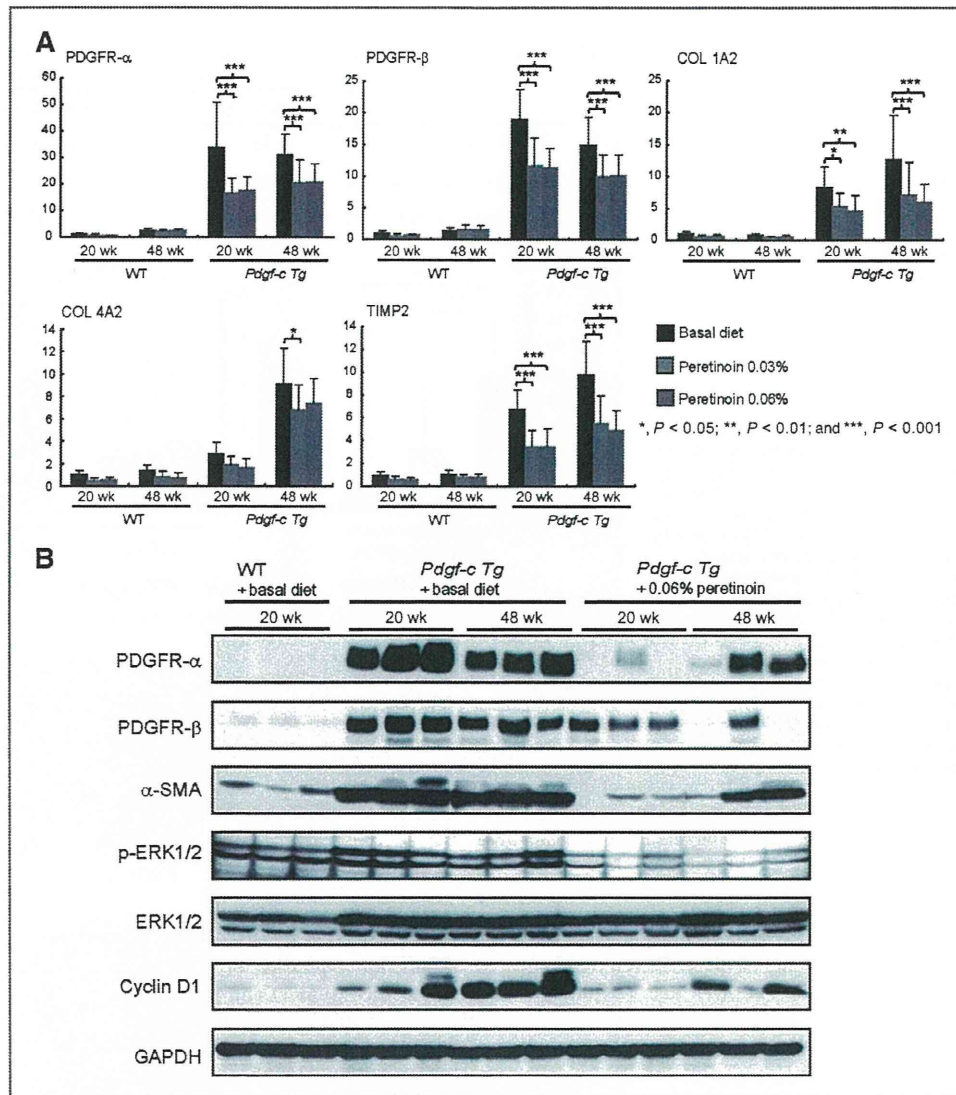 A
PDGFR-α
60
50
40
30
20
10
0
***
***
***
***
20 wk 48 wk 20 wk 48 wk
WT Pdgf-c Tg
PDGFR-β
25
20
15
10
5
0
***
***
***
***
20 wk 48 wk 20 wk 48 wk
WT Pdgf-c Tg
COL 1A2
25
20
15
10
5
0
**
*
***
***
20 wk 48 wk 20 wk 48 wk
WT Pdgf-c Tg
COL 4A2
14
12
10
8
6
4
2
0
*
20 wk 48 wk 20 wk 48 wk
WT Pdgf-c Tg
TIMP2
14
12
10
8
6
4
2
0
***
***
***
***
20 wk 48 wk 20 wk 48 wk
WT Pdgf-c Tg
Basal diet
Peretinoin 0.03%
Peretinoin 0.06%
*, P < 0.05; **, P < 0.01; and ***, P < 0.001
B
WT Pdgf-c Tg Pdgf-c Tg
+ basal diet + basal diet + 0.06% peretinoin
20 wk 20 wk 48 wk 20 wk 48 wk
PDGFR-α
PDGFR-β
α-SMA
p-ERK1/2
ERK1/2
Cyclin D1
GAPDH